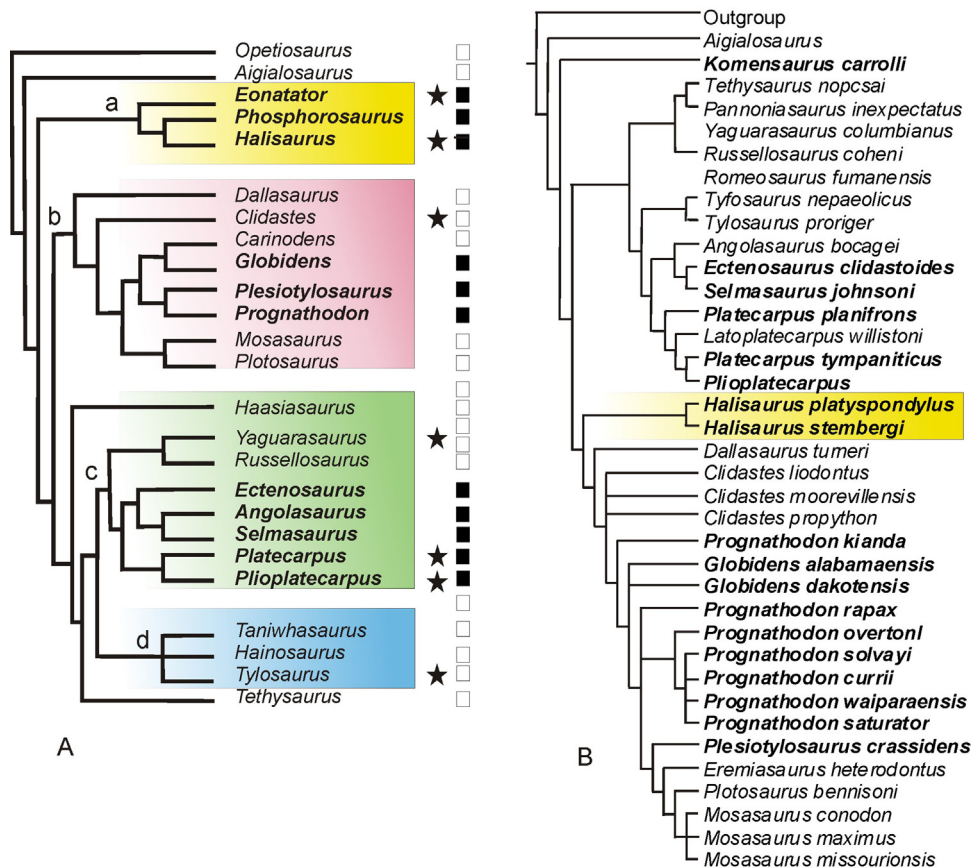 Opetiosaurus
Aigialosaurus
a
Eonatator
Phosphorosaurus
Halisaurus
b
Dallasaurus
Clidastes
Carinodens
Globidens
Plesiotylosaurus
Prognathodon
Mosasaurus
Plotosaurus
Haasiasaurus
c
Yaguarasaurus
Russellosaurus
Ectenosaurus
Angolasaurus
Selmasaurus
Platecarpus
Plioplatecarpus
d
Taniwhasaurus
Hainosaurus
Tylosaurus
Tethysaurus
A
Outgroup
Aigialosaurus
Komensaurus carrolli
Tethysaurus nopcsai
Pannoniasaurus inexpectatus
Yaguarasaurus columbianus
Russellosaurus coheni
Romeosaurus fumanensis
Tyfosaurus nepaeolicus
Tylosaurus proriger
Angolasaurus bocagei
Ectenosaurus clidastoides
Selmasaurus johnsoni
Platecarpus planifrons
Latoplatecarpus willistoni
Platecarpus tympaniticus
Plioplatecarpus
Halisaurus platyspondylus
Halisaurus stembergi
Dallasaurus tumeri
Clidastes liodontus
Clidastes moorevillensis
Clidastes propython
Prognathodon kianda
Globidens alabamaensis
Globidens dakotensis
Prognathodon rapax
Prognathodon overtonl
Prognathodon solvayi
Prognathodon currii
Prognathodon waiparaensis
Prognathodon saturator
Plesiotylosaurus crassidens
Eremiasaurus heterodontus
Plotosaurus bennisoni
Mosasaurus conodon
Mosasaurus maximus
Mosasaurus missourionsis
B